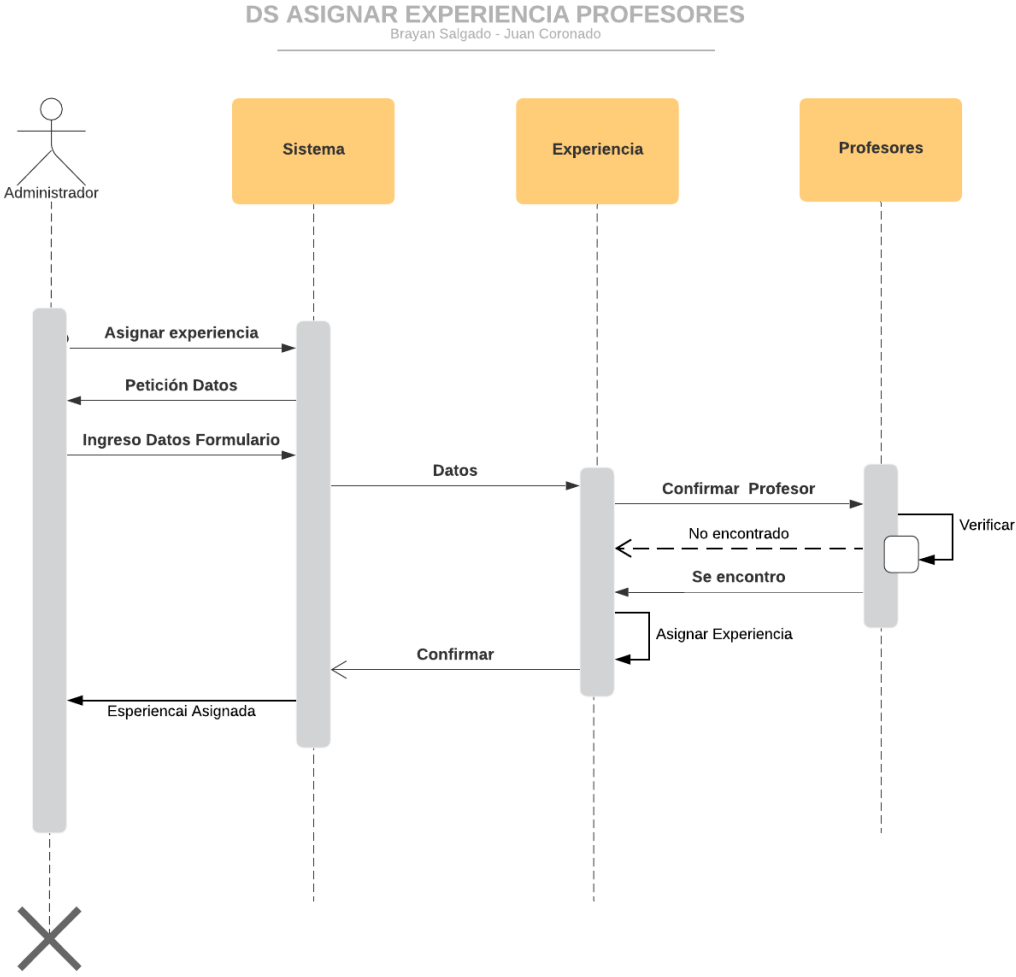 DS ASIGNAR EXPERIENCIA PROFESORES
Brayan Salgado - Juan Coronado
Administrador
Sistema
Experiencia
Profesores
Asignar experiencia
Petición Datos
Ingreso Datos Formulario
Datos
Confirmar Profesor
Verificar
No encontrado
Se encontro
Asignar Experiencia
Confirmar
Esperiencai Asignada